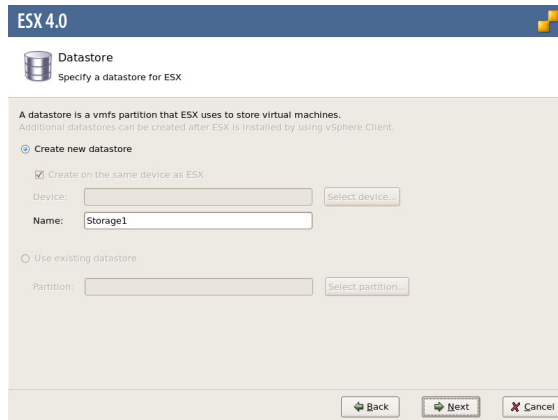 ESX 4.0
Datastore
Specify a datastore for ESX
A datastore is a vmfs partition that ESX uses to store virtual machines.
Additional datastores can be created after ESX is installed by using vSphere Client.
Create new datastore
Create on the same device as ESX
Device: Select device...
Name: Storage1
Use existing datastore
Partition: Select partition...
Back Next Cancel